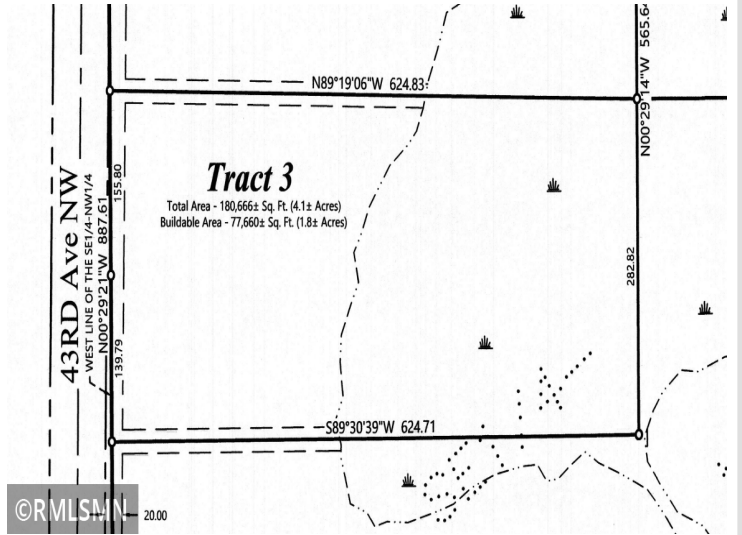 N89°19'06"W 624.83
N00°29'14"W 565.64
Tract 3
Total Area - 180,666± Sq. Ft. (4.1± Acres)
Buildable Area - 77,660± Sq. Ft. (1.8± Acres)
43RD Ave NW
WEST LINE OF THE SE1/4-NW1/4
N00°29'21"W 887.61
155.80
139.79
282.82
S89°30'39"W 624.71
20.00
©RMLSMN